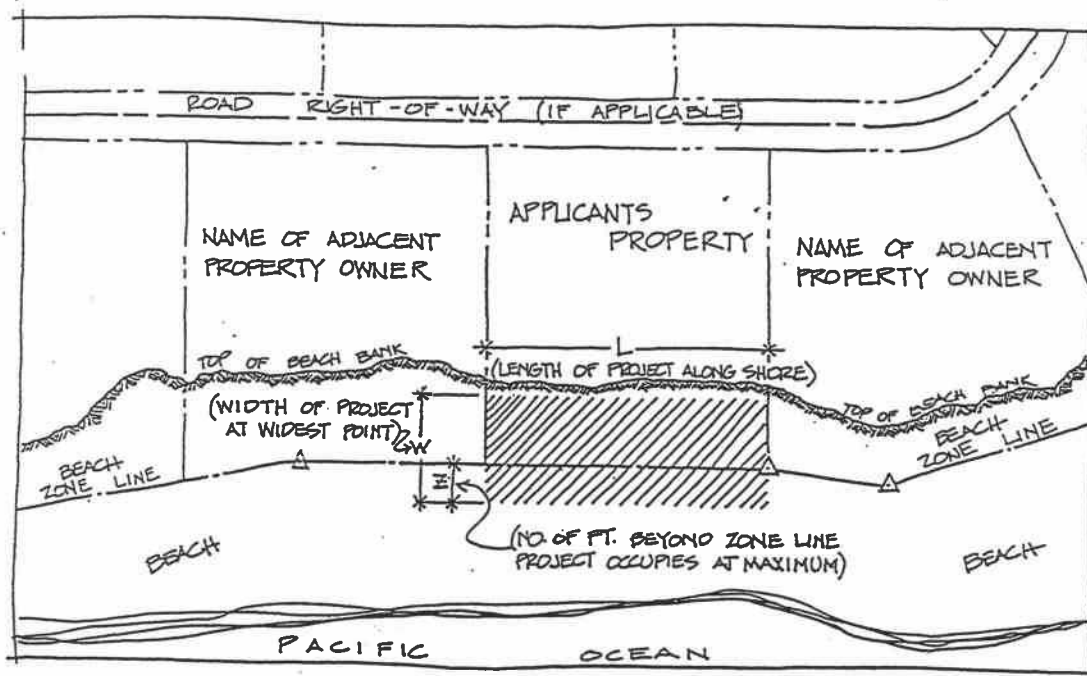 ROAD RIGHT-OF-WAY (IF APPLICABLE)
APPLICANTS
PROPERTY
NAME OF ADJACENT
PROPERTY OWNER
NAME OF ADJACENT
PROPERTY OWNER
L
TOP OF BEACH BANK
(LENGTH OF PROJECT ALONG SHORE)
(WIDTH OF PROJECT
AT WIDEST POINT)
W
TOP OF BEACH BANK
BEACH
ZONE LINE
BEACH
ZONE LINE
(NO. OF FT. BEYOND ZONE LINE
PROJECT OCCUPIES AT MAXIMUM)
BEACH
BEACH
PACIFIC OCEAN